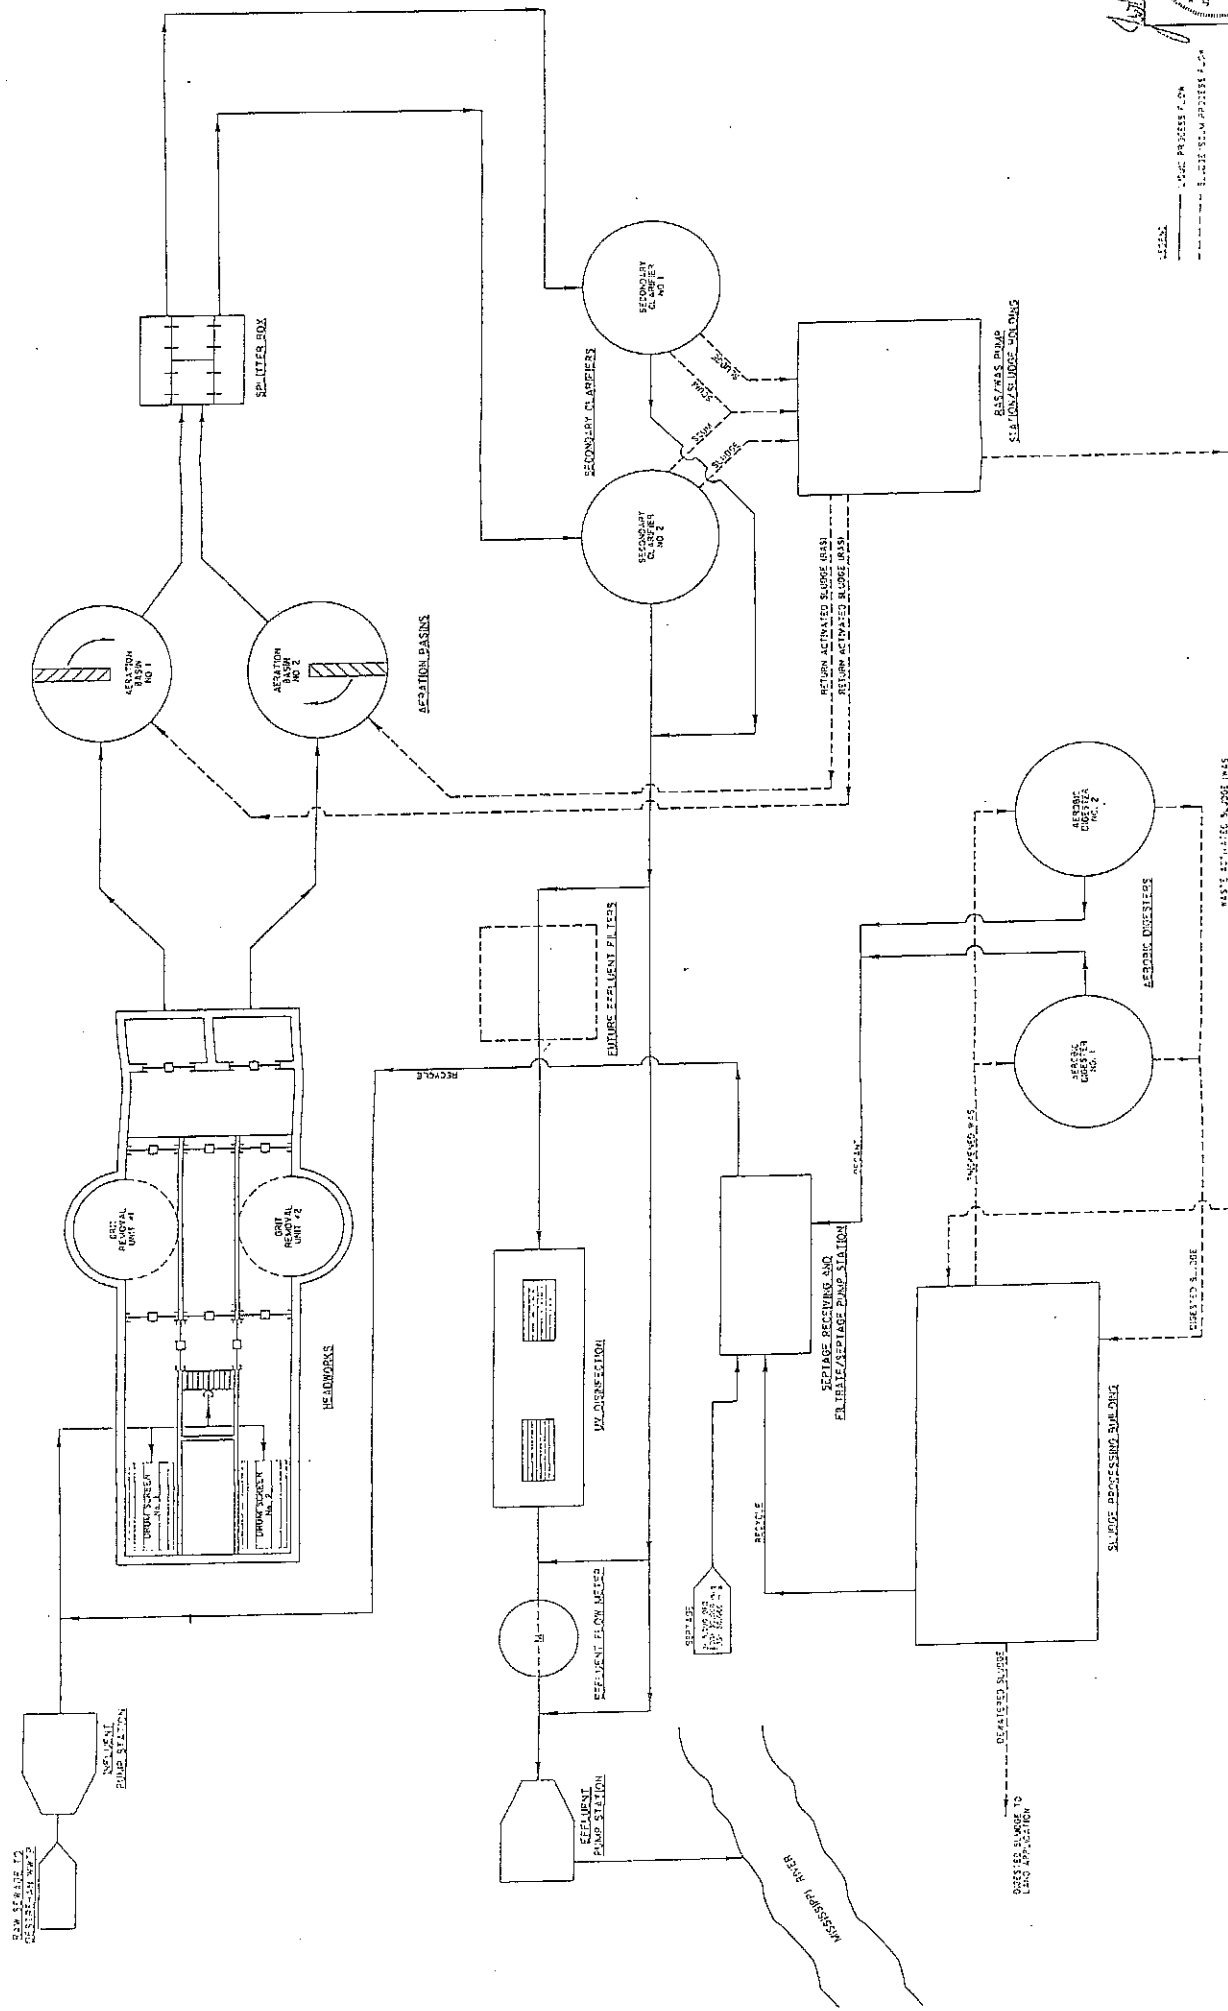 RAW SEWAGE TO
DESTREHAN WWTP
INFLUENT
PUMP STATION
DRUM SCREEN
No. 1
DRUM SCREEN
No. 2
HEADWORKS
GRIT
REMOVAL
UNIT #1
GRIT
REMOVAL
UNIT #2
AERATION
BASIN
NO 1
AERATION
BASIN
NO 2
AERATION BASINS
SPLITTER BOX
SECONDARY
CLARIFIER
NO 1
SECONDARY
CLARIFIER
NO 2
SECONDARY CLARIFIERS
SLUDGE
SCUM
SCUM
SLUDGE
RAS/WAS PUMP
STATION/SLUDGE HOLDING
RETURN ACTIVATED SLUDGE (RAS)
RETURN ACTIVATED SLUDGE (RAS)
FUTURE EFFLUENT FILTERS
RECYCLE
UV DISINFECTION
EFFLUENT FLOW METER
M
EFFLUENT
PUMP STATION
MISSISSIPPI RIVER
SEPTAGE
SEPTAGE RECEIVING AND
FILTRATE/SEPTAGE PUMP STATION
RECYCLE
DECANT
THICKENED WAS
AEROBIC
DIGESTER
NO. 1
AEROBIC
DIGESTER
NO. 2
AEROBIC DIGESTERS
DIGESTED SLUDGE
WASTE ACTIVATED SLUDGE (WAS
SLUDGE PROCESSING BUILDING
DEWATERED SLUDGE
DIGESTED SLUDGE TO
LAND APPLICATION
LEGEND
LIQUID PROCESS FLOW
SLUDGE/SCUM PROCESS FLOW